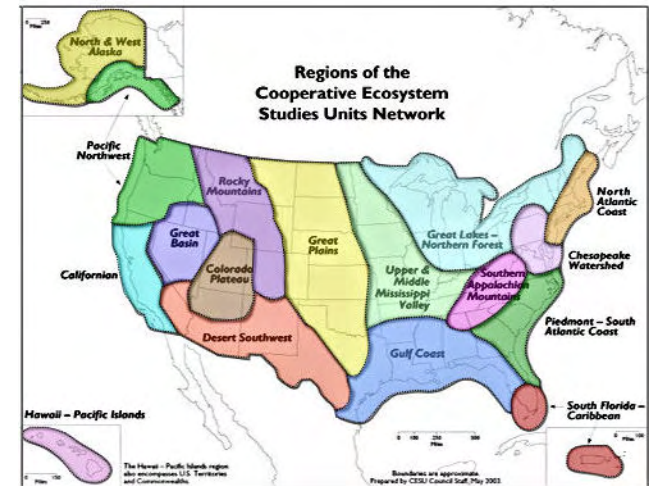 North & West
Alaska
Regions of the
Cooperative Ecosystem
Studies Units Network
Pacific
Northwest
Rocky
Mountains
North
Atlantic
Coast
Great
Basin
Great
Plains
Great Lakes –
Northern Forest
Chesapeake
Watershed
Californian
Colorado
Plateau
Upper &
Middle
Mississippi
Valley
Southern
Appalachian
Mountains
Piedmont – South
Atlantic Coast
Desert Southwest
Gulf Coast
South Florida –
Caribbean
Hawaii – Pacific Islands
The Hawaii – Pacific Islands region
also encompasses U.S. Territories
and Commonwealths.
Boundaries are approximate.
Prepared by CESU Council Staff, May 2003